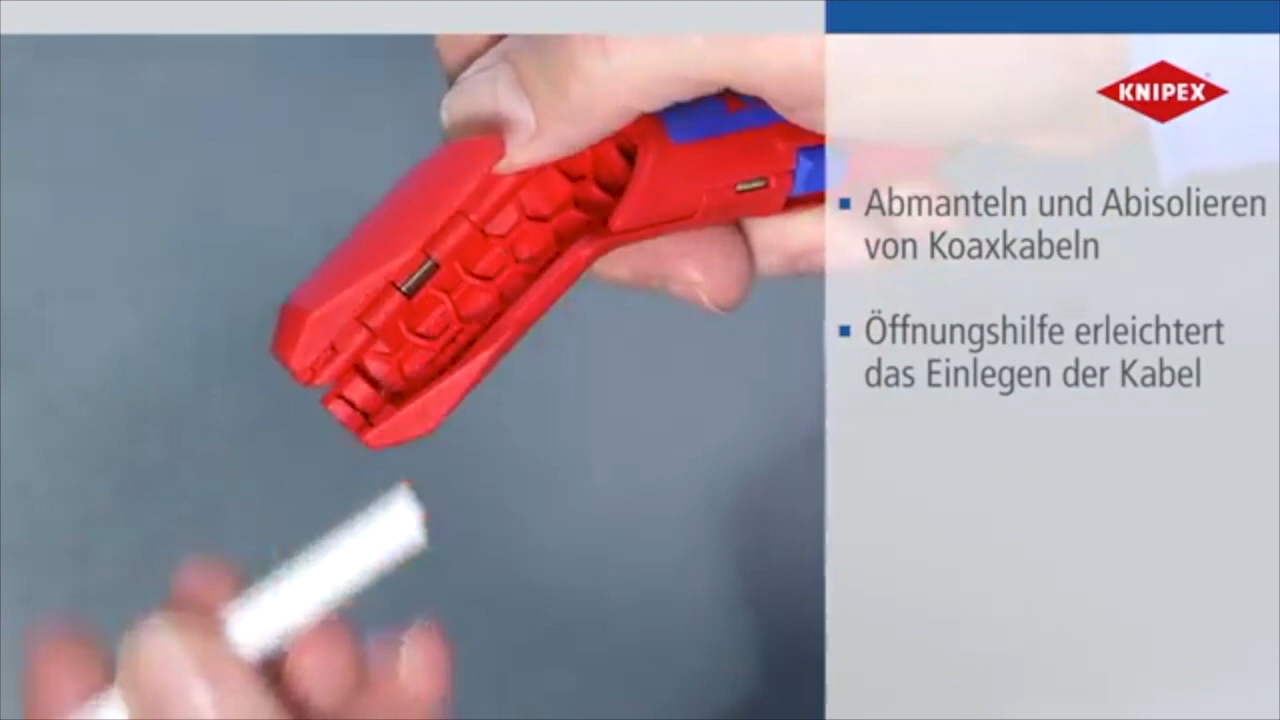 KNIPEX
Abmanteln und Abisolieren
von Koaxkabeln
Öffnungshilfe erleichtert
das Einlegen der Kabel